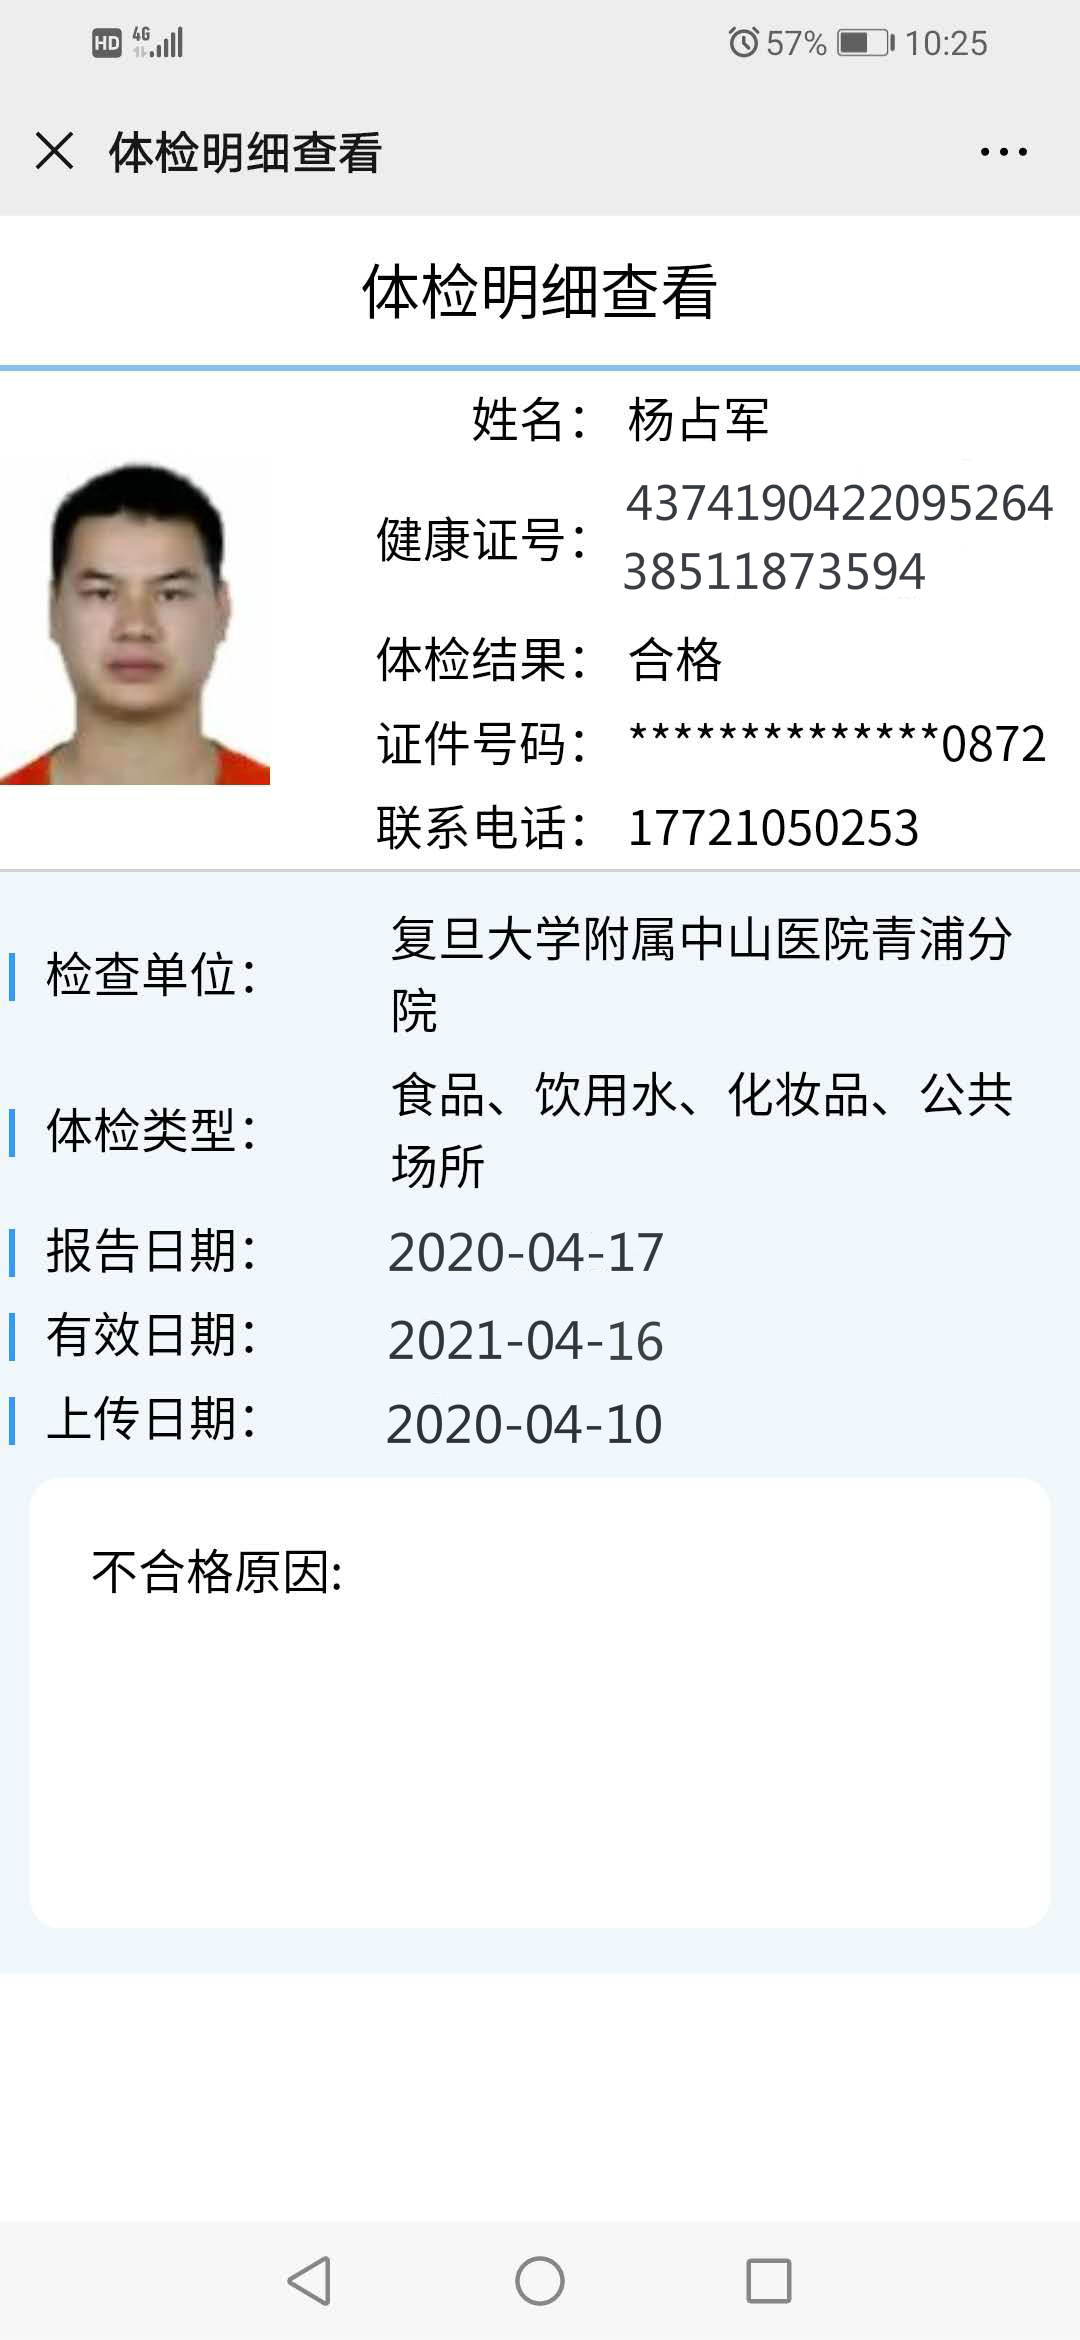 HD 4G 57% 10:25
体检明细查看
体检明细查看
姓名： 杨占军
健康证号： 4374190422095264
38511873594
体检结果： 合格
证件号码： **************0872
联系电话： 17721050253
检查单位： 复旦大学附属中山医院青浦分
院
体检类型： 食品、饮用水、化妆品、公共
场所
报告日期： 2020-04-17
有效日期： 2021-04-16
上传日期： 2020-04-10
不合格原因: